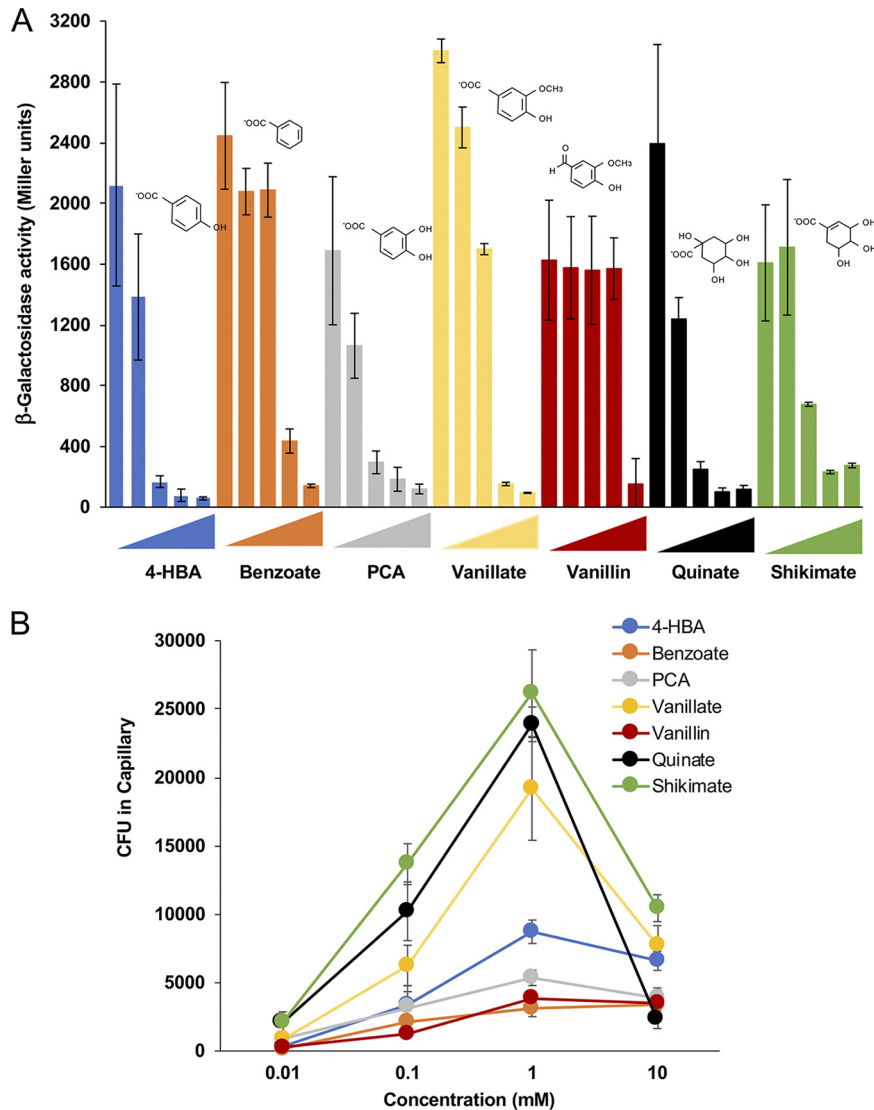 A
β-Galactosidase activity (Miller units)
3200
2800
2400
2000
1600
1200
800
400
0
-OOC
OH
-OOC
-OOC
OH
OH
-OOC
OCH3
OH
O
H
OCH3
OH
HO
OH
-OOC
OH
OH
-OOC
OH
OH
OH
4-HBA Benzoate PCA Vanillate Vanillin Quinate Shikimate
B
CFU in Capillary
30000
25000
20000
15000
10000
5000
0
4-HBA
Benzoate
PCA
Vanillate
Vanillin
Quinate
Shikimate
0.01 0.1 1 10
Concentration (mM)